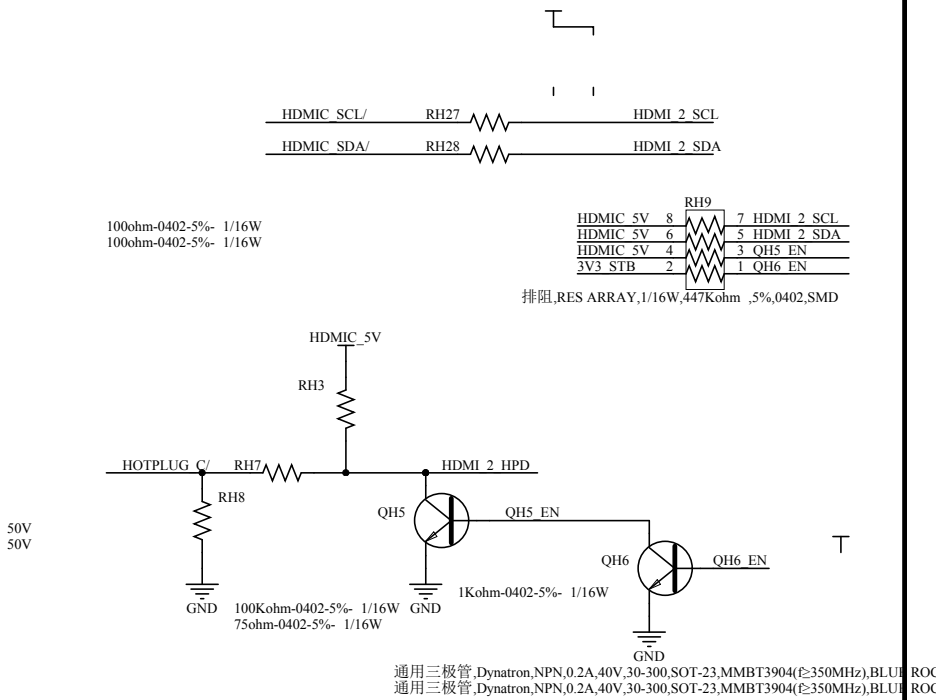 HDMIC_SCL/ RH27 HDMI_2_SCL
HDMIC_SDA/ RH28 HDMI_2_SDA
RH9
100ohm-0402-5%- 1/16W
100ohm-0402-5%- 1/16W
HDMIC_5V 8 7 HDMI_2_SCL
HDMIC_5V 6 5 HDMI_2_SDA
HDMIC_5V 4 3 QH5_EN
3V3_STB 2 1 QH6_EN
排阻,RES ARRAY,1/16W,447Kohm ,5%,0402,SMD
HDMIC_5V
RH3
HOTPLUG_C/ RH7 HDMI_2_HPD
RH8
QH5 QH5_EN
50V
50V
QH6 QH6_EN
1Kohm-0402-5%- 1/16W
GND 100Kohm-0402-5%- 1/16W GND
75ohm-0402-5%- 1/16W
GND
通用三极管,Dynatron,NPN,0.2A,40V,30-300,SOT-23,MMBT3904(f≥350MHz),BLUE ROC
通用三极管,Dynatron,NPN,0.2A,40V,30-300,SOT-23,MMBT3904(f≥350MHz),BLUE ROC